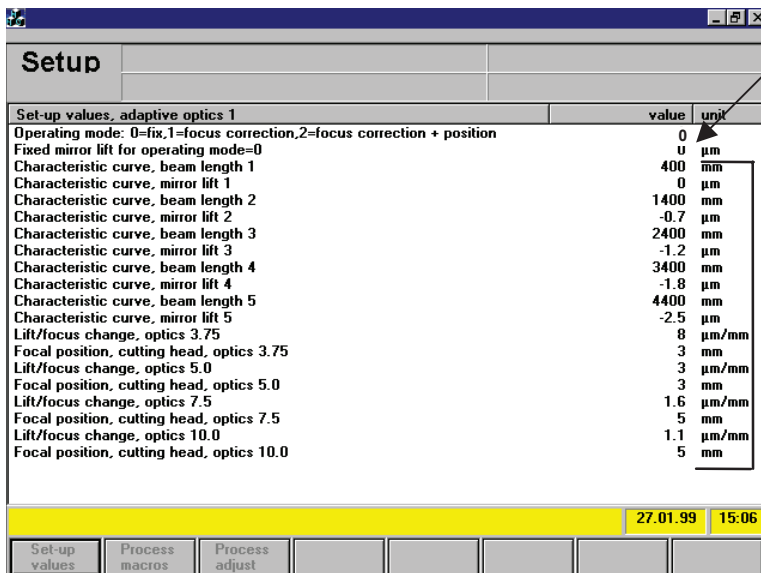 Setup
Set-up values, adaptive optics 1 value unit
Operating mode: 0=fix,1=focus correction,2=focus correction + position 0
Fixed mirror lift for operating mode=0 0 µm
Characteristic curve, beam length 1 400 mm
Characteristic curve, mirror lift 1 0 µm
Characteristic curve, beam length 2 1400 mm
Characteristic curve, mirror lift 2 -0.7 µm
Characteristic curve, beam length 3 2400 mm
Characteristic curve, mirror lift 3 -1.2 µm
Characteristic curve, beam length 4 3400 mm
Characteristic curve, mirror lift 4 -1.8 µm
Characteristic curve, beam length 5 4400 mm
Characteristic curve, mirror lift 5 -2.5 µm
Lift/focus change, optics 3.75 8 µm/mm
Focal position, cutting head, optics 3.75 3 mm
Lift/focus change, optics 5.0 3 µm/mm
Focal position, cutting head, optics 5.0 3 mm
Lift/focus change, optics 7.5 1.6 µm/mm
Focal position, cutting head, optics 7.5 5 mm
Lift/focus change, optics 10.0 1.1 µm/mm
Focal position, cutting head, optics 10.0 5 mm
27.01.99 15:06
Set-up values Process macros Process adjust